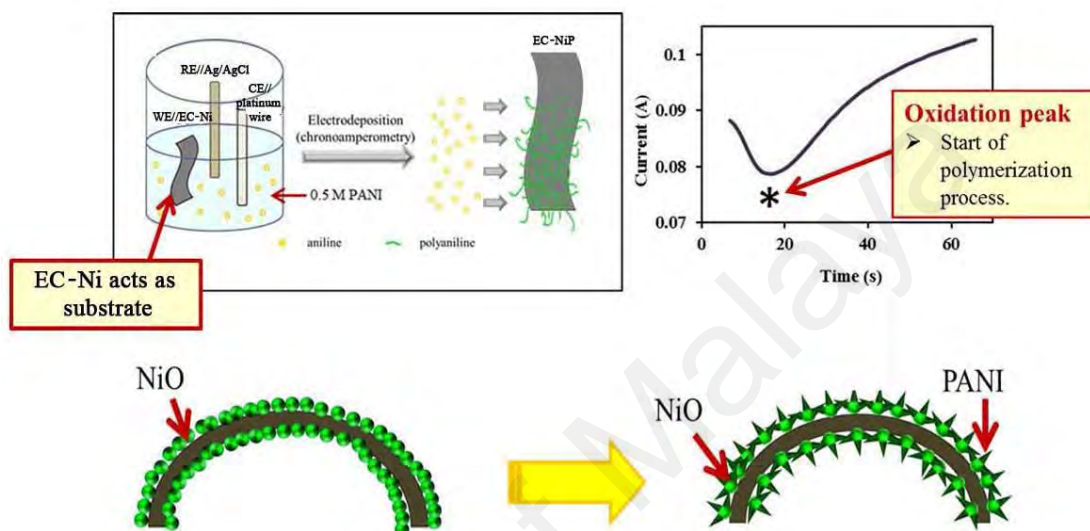 RE//Ag/AgCl
CE//
platinum
wire
WE//EC-Ni
Electrodeposition
(chronoamperometry)
EC-NiP
0.5 M PANI
aniline
polyaniline
EC-Ni acts as
substrate
Current (A)
0.1
0.09
0.08
0.07
0
20
40
60
Time (s)
*
Oxidation peak
➢ Start of
polymerization
process.
NiO
NiO
PANI
of Malaya